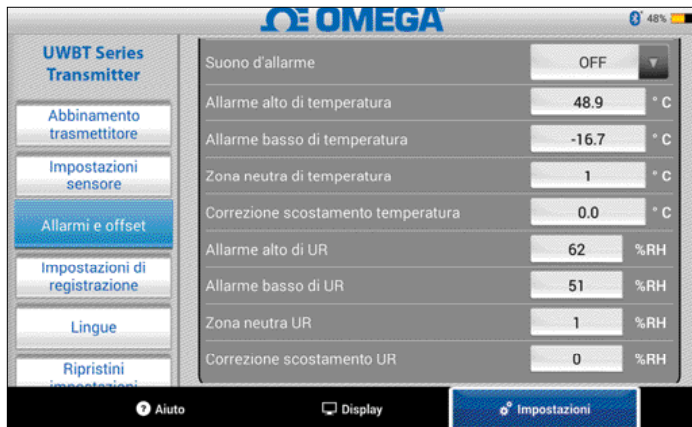 OMEGA
48%
UWBT Series
Transmitter
Abbinamento
trasmettitore
Impostazioni
sensore
Allarmi e offset
Impostazioni di
registrazione
Lingue
Ripristini
impostazioni
Suono d'allarme OFF
Allarme alto di temperatura 48.9 ° C
Allarme basso di temperatura -16.7 ° C
Zona neutra di temperatura 1 ° C
Correzione scostamento temperatura 0.0 ° C
Allarme alto di UR 62 %RH
Allarme basso di UR 51 %RH
Zona neutra UR 1 %RH
Correzione scostamento UR 0 %RH
Aiuto
Display
Impostazioni